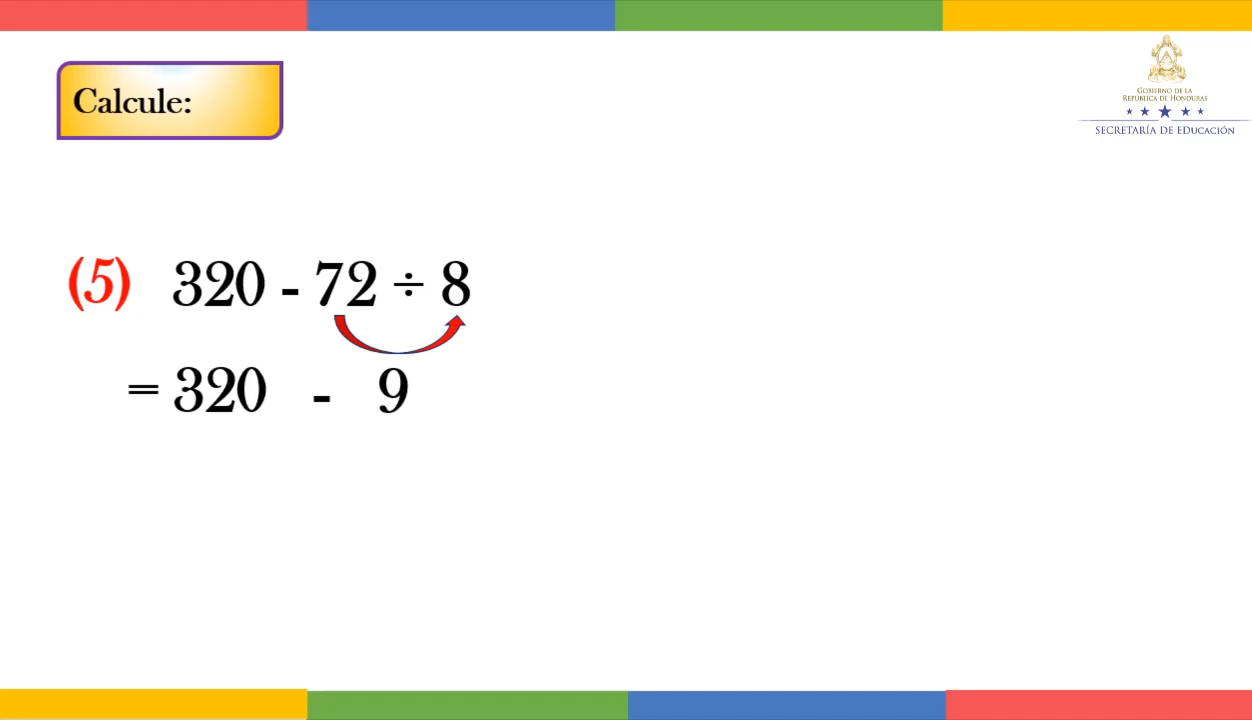 Calcule:
GOBIERNO DE LA
REPÚBLICA DE HONDURAS
SECRETARÍA DE EDUCACIÓN
(5) 320 - 72 ÷ 8
= 320 - 9